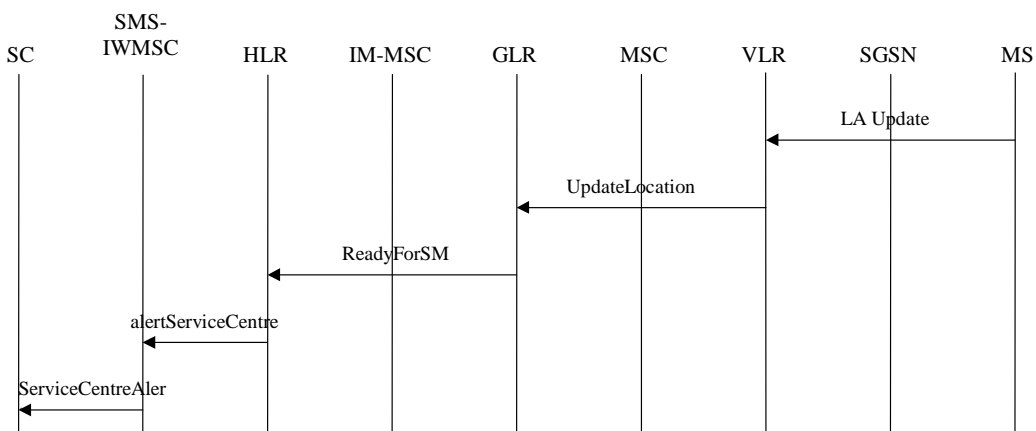 SMS-
IWMSC
SC
HLR
IM-MSC
GLR
MSC
VLR
SGSN
MS
LA Update
UpdateLocation
ReadyForSM
alertServiceCentre
ServiceCentreAler